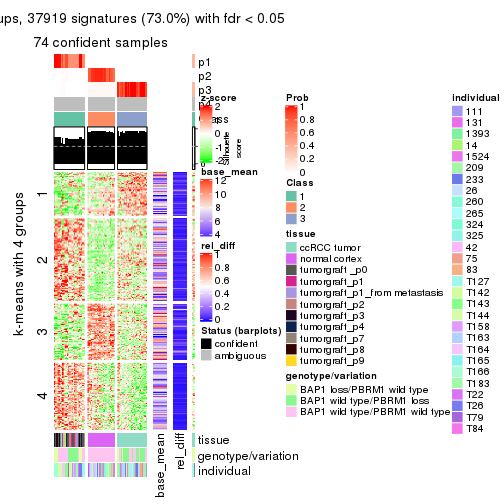 ups, 37919 signatures (73.0%) with fdr < 0.05
74 confident samples
p1
p2
p3
p4
z-score
2
1
0
-1
-2
Silhouette
score
base_mean
12
10
8
6
4
rel_diff
1
0.8
0.6
0.4
0.2
0
Status (barplots)
confident
ambiguous
k-means with 4 groups
1
2
3
4
tissue
genotype/variation
individual
base_mean
rel_diff
Prob
1
0.8
0.6
0.4
0.2
0
Class
1
2
3
tissue
ccRCC tumor
normal cortex
tumorgraft_p0
tumorgraft_p1
tumorgraft_p1_from metastasis
tumorgraft_p2
tumorgraft_p3
tumorgraft_p4
tumorgraft_p7
tumorgraft_p8
tumorgraft_p9
genotype/variation
BAP1 loss/PBRM1 wild type
BAP1 wild type/PBRM1 loss
BAP1 wild type/PBRM1 wild type
individual
111
131
1393
14
1524
209
233
26
260
265
324
325
42
75
83
T127
T142
T143
T144
T158
T163
T164
T165
T166
T183
T22
T26
T79
T84